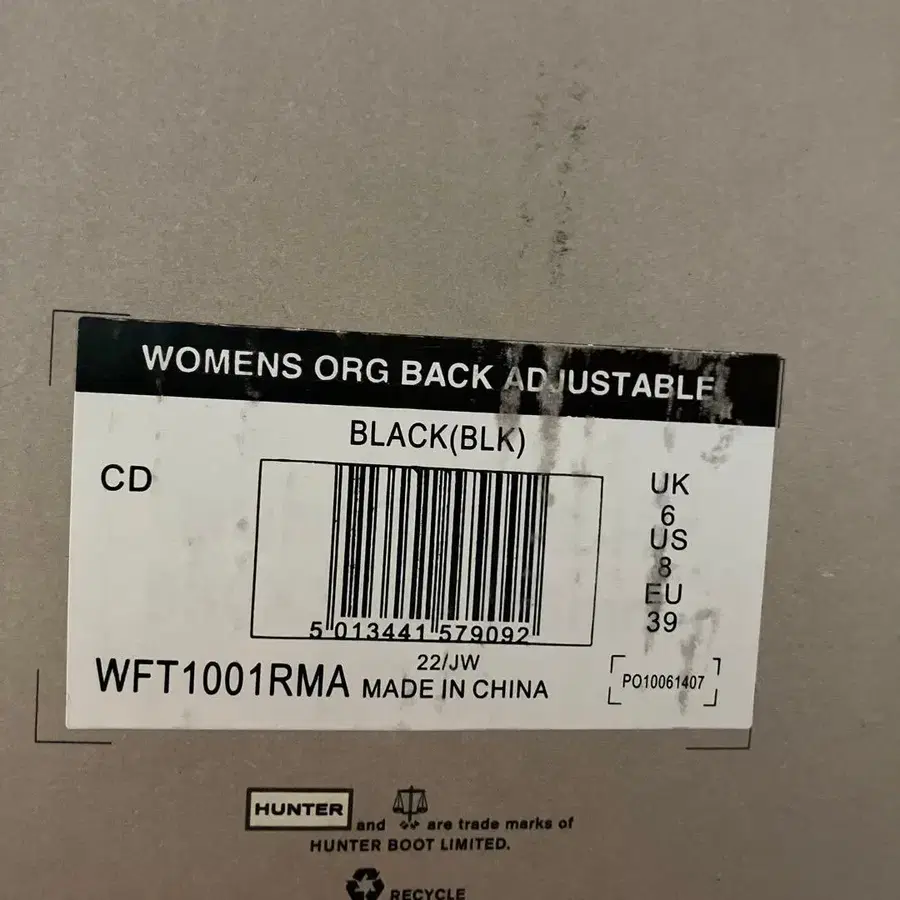 WOMENS ORG BACK ADJUSTABLE
BLACK(BLK)
CD
UK
6
US
8
EU
39
5 013441 579092
22/JW
WFT1001RMA MADE IN CHINA
PO10061407
HUNTER and are trade marks of
HUNTER BOOT LIMITED.
RECYCLE